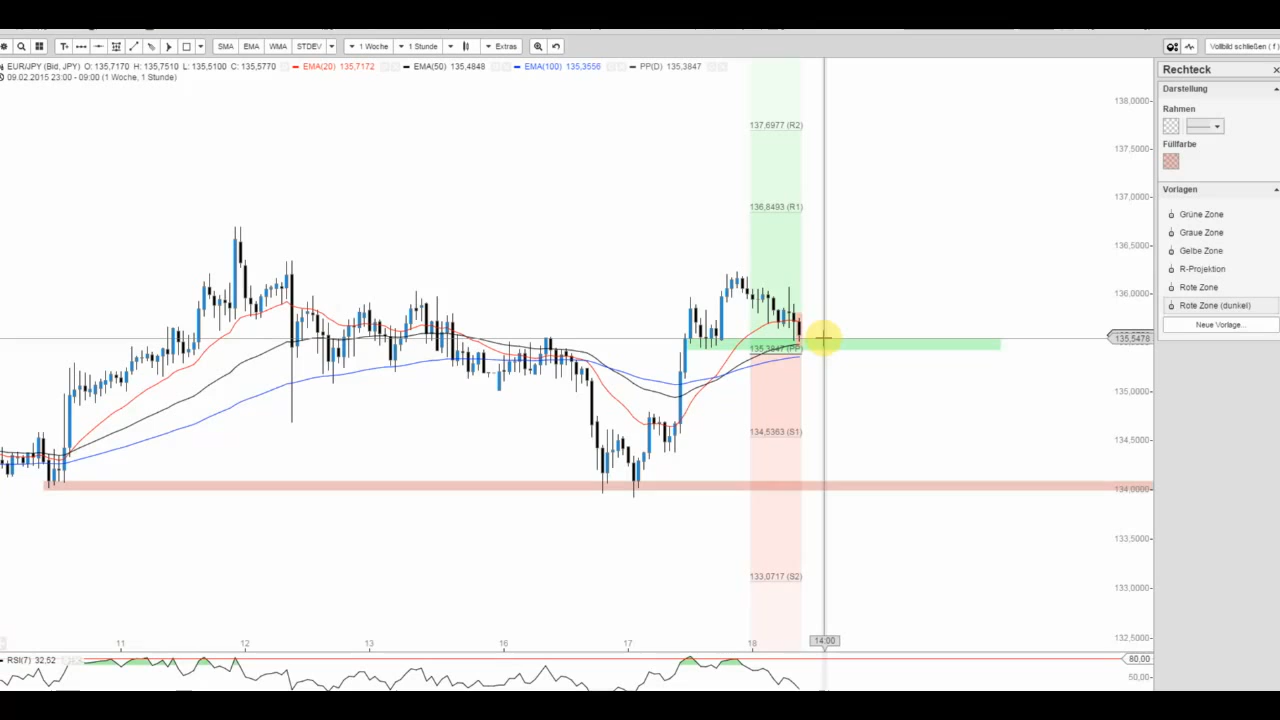 SMA EMA WMA STDEV 1 Woche 1 Stunde Extras Vollbild schließen ( f )
EUR/JPY (Bid, JPY) O: 135,7170 H: 135,7510 L: 135,5100 C: 135,5770 EMA(20) 135,7172 EMA(50) 135,4848 EMA(100) 135,3556 PP(D) 135,3847
09.02.2015 23:00 - 09:00 (1 Woche, 1 Stunde)
Rechteck
Darstellung
Rahmen
Füllfarbe
Vorlagen
Grüne Zone
Graue Zone
Gelbe Zone
R-Projektion
Rote Zone
Rote Zone (dunkel)
Neue Vorlage...
138,0000
137,5000
137,0000
136,5000
136,0000
135,5478
135,0000
134,5000
134,0000
133,5000
133,0000
132,5000
137,6977 (R2)
136,8493 (R1)
135,3847 (PP)
134,5363 (S1)
133,0717 (S2)
11 12 13 16 17 18 14:00
RSI(7) 32,52
80,00
50,00